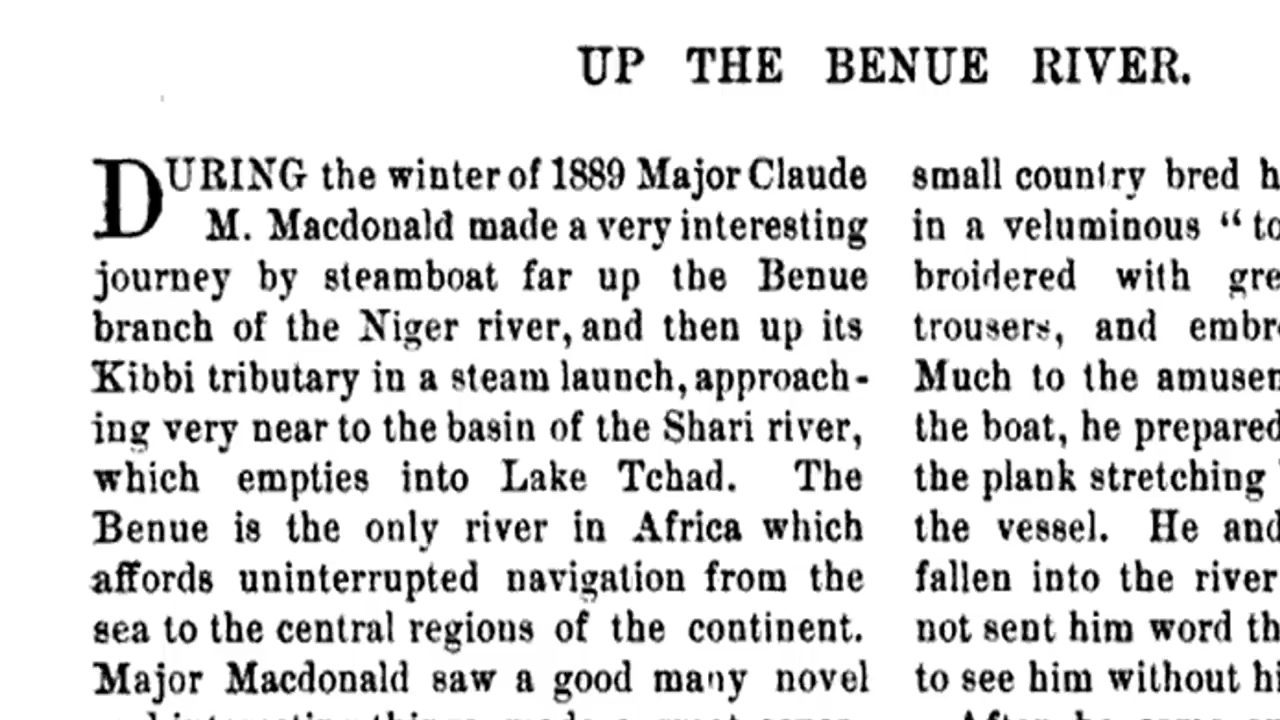 UP THE BENUE RIVER.
DURING the winter of 1889 Major Claude
M. Macdonald made a very interesting
journey by steamboat far up the Benue
branch of the Niger river, and then up its
Kibbi tributary in a steam launch, approach-
ing very near to the basin of the Shari river,
which empties into Lake Tchad. The
Benue is the only river in Africa which
affords uninterrupted navigation from the
sea to the central regions of the continent.
Major Macdonald saw a good many novel
small country bred
in a veluminous “
broidered with
trousers, and
Much to the
the boat, he prepared
the plank stretching
the vessel. He and
fallen into the river
not sent him word
to see him without